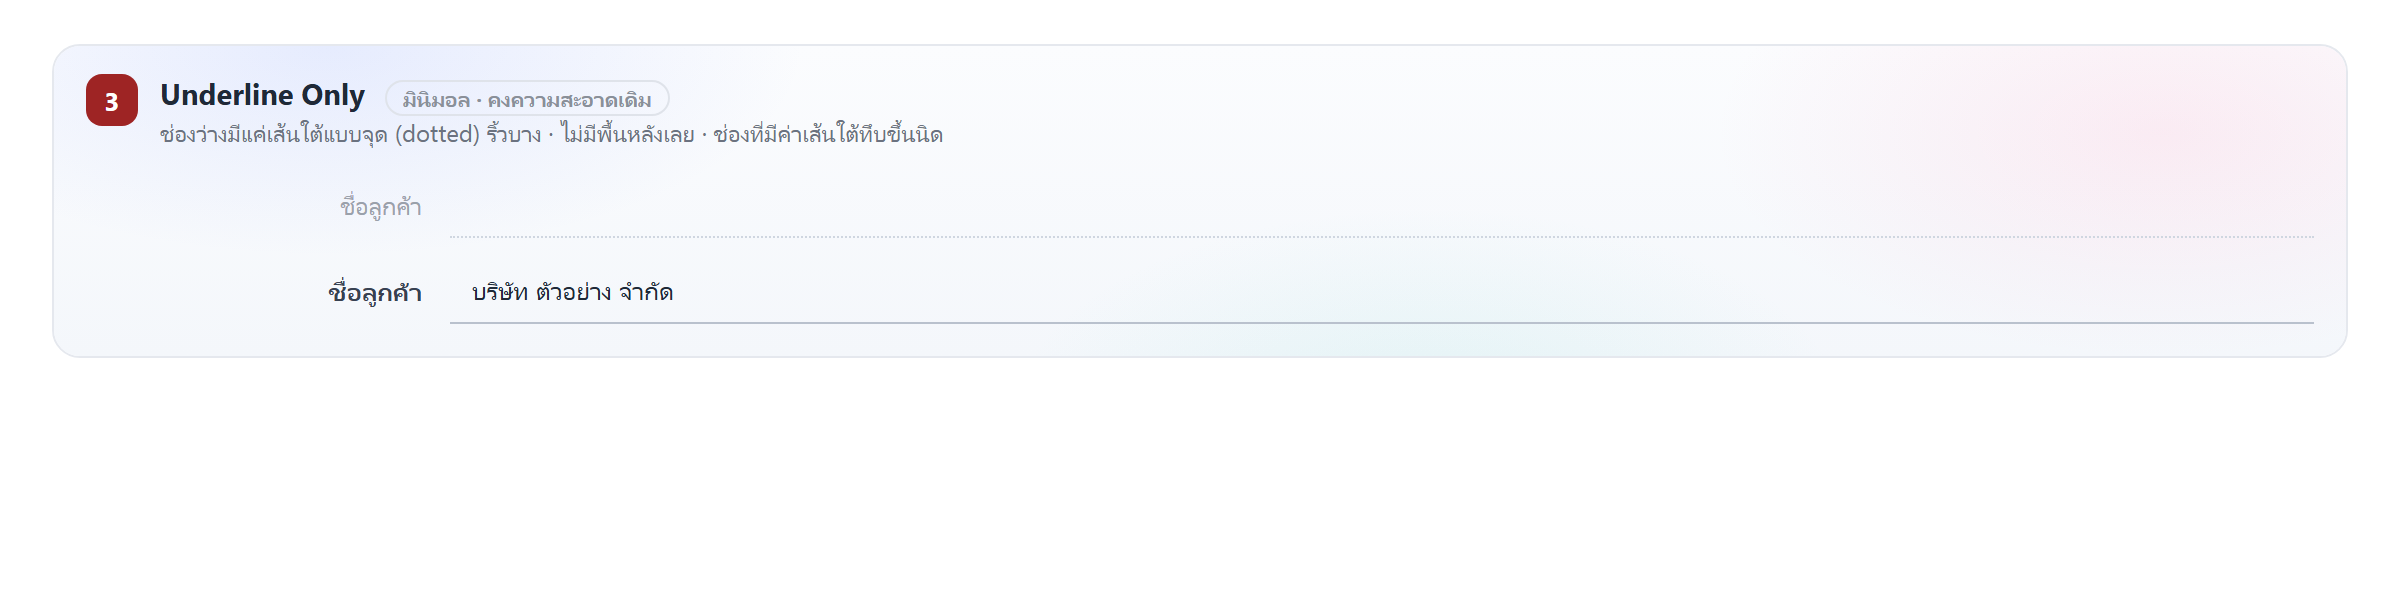 3
Underline Only มินิมอล · คงความสะอาดเดิม
ช่องว่างมีแค่เส้นใต้แบบจุด (dotted) ริ้วบาง · ไม่มีพื้นหลังเลย · ช่องที่มีค่าเส้นใต้ทึบขึ้นนิด
ชื่อลูกค้า
ชื่อลูกค้า บริษัท ตัวอย่าง จำกัด